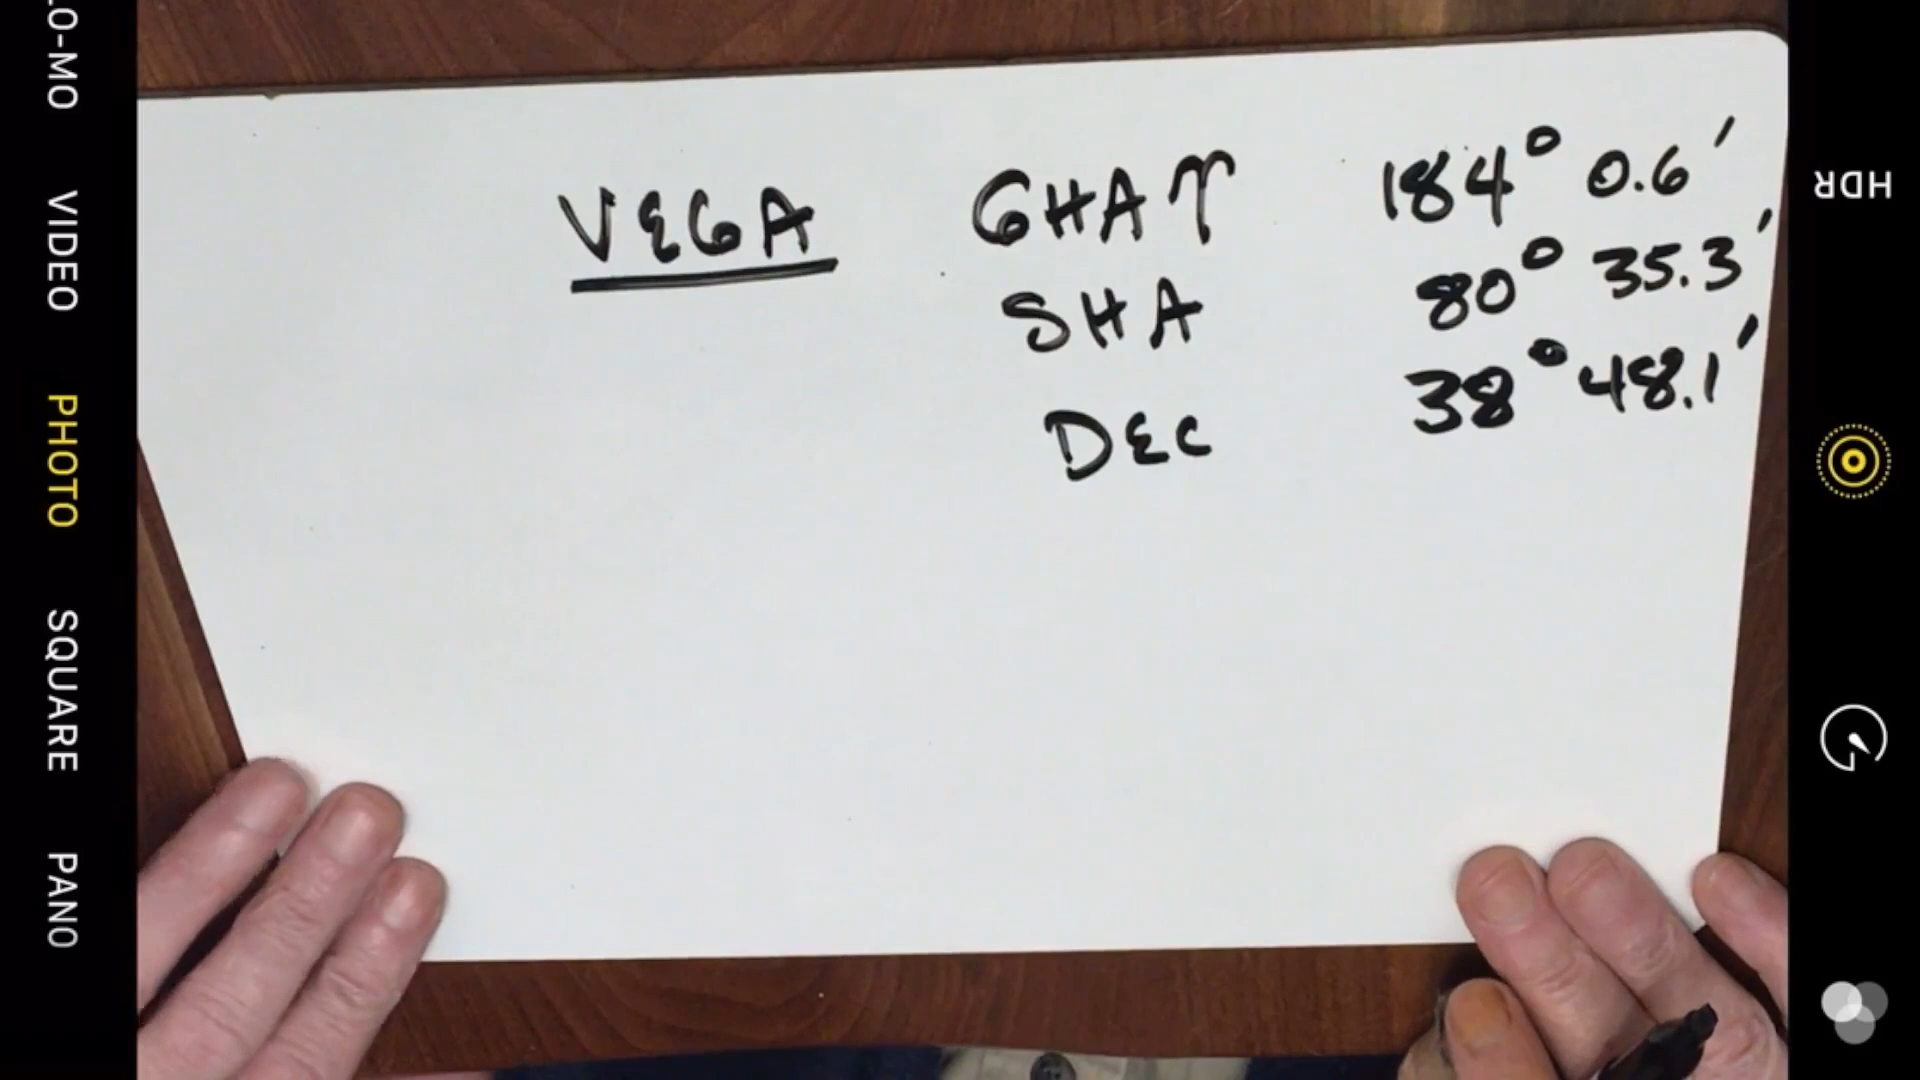 VEGA GHA ♈ 184° 0.6'
SHA 80° 35.3'
DEC 38° 48.1'
LO-MO
VIDEO
PHOTO
SQUARE
PANO
HDR